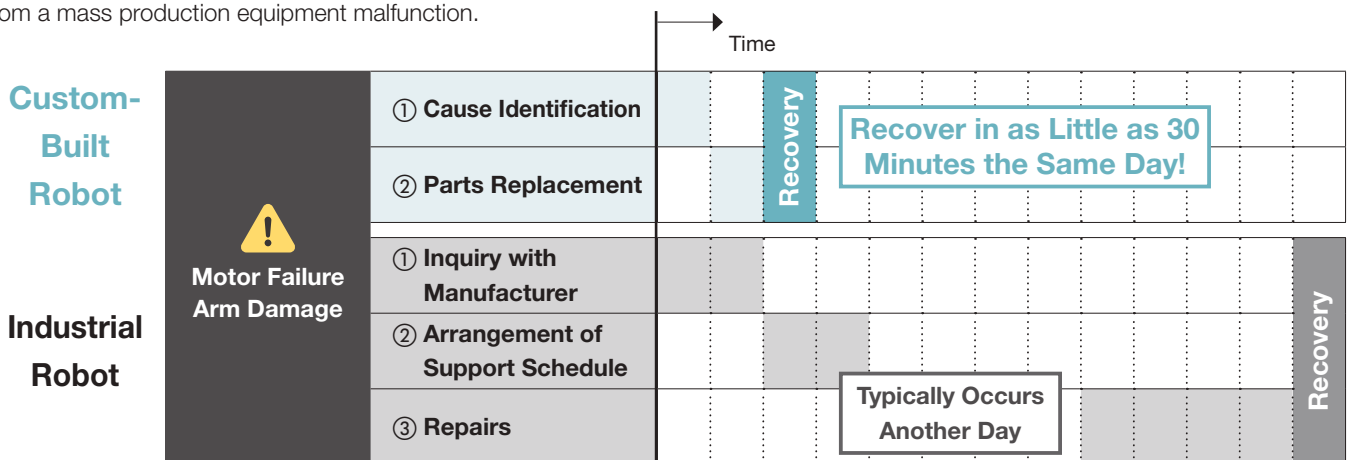 om a mass production equipment malfunction.
Time
Custom-
Built
Robot
Motor Failure
Arm Damage
① Cause Identification
② Parts Replacement
Recovery
Recover in as Little as 30
Minutes the Same Day!
Industrial
Robot
① Inquiry with
Manufacturer
② Arrangement of
Support Schedule
③ Repairs
Typically Occurs
Another Day
Recovery